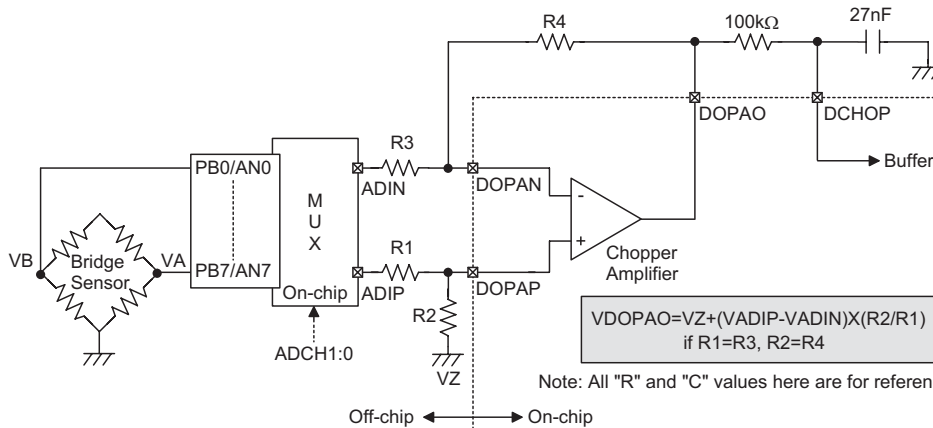 R4
100kΩ
27nF
DOPAO
DCHOP
Buffer
PB0/AN0
PB7/AN7
MUX
On-chip
ADCH1:0
R3
ADIN
DOPAN
R1
ADIP
DOPAP
R2
VZ
-
+
Chopper
Amplifier
VB
Bridge
Sensor
VA
VDOPAO=VZ+(VADIP-VADIN)X(R2/R1)
if R1=R3, R2=R4
Note: All "R" and "C" values here are for referen
Off-chip
On-chip